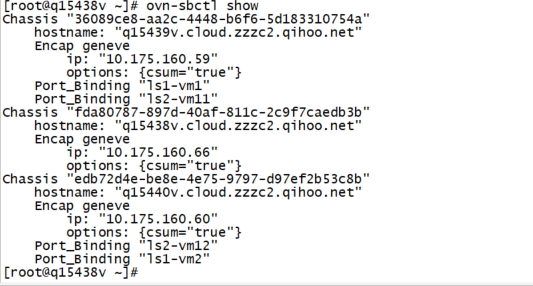 [root@q15438v ~]# ovn-sbctl show
Chassis "36089ce8-aa2c-4448-b6f6-5d183310754a"
    hostname: "q15439v.cloud.zzzc2.qihoo.net"
    Encap geneve
        ip: "10.175.160.59"
        options: {csum="true"}
    Port_Binding "ls1-vm1"
    Port_Binding "ls2-vm11"
Chassis "fda80787-897d-40af-811c-2c9f7caedb3b"
    hostname: "q15438v.cloud.zzzc2.qihoo.net"
    Encap geneve
        ip: "10.175.160.66"
        options: {csum="true"}
Chassis "edb72d4e-be8e-4e75-9797-d97ef2b53c8b"
    hostname: "q15440v.cloud.zzzc2.qihoo.net"
    Encap geneve
        ip: "10.175.160.60"
        options: {csum="true"}
    Port_Binding "ls2-vm12"
    Port_Binding "ls1-vm2"
[root@q15438v ~]#